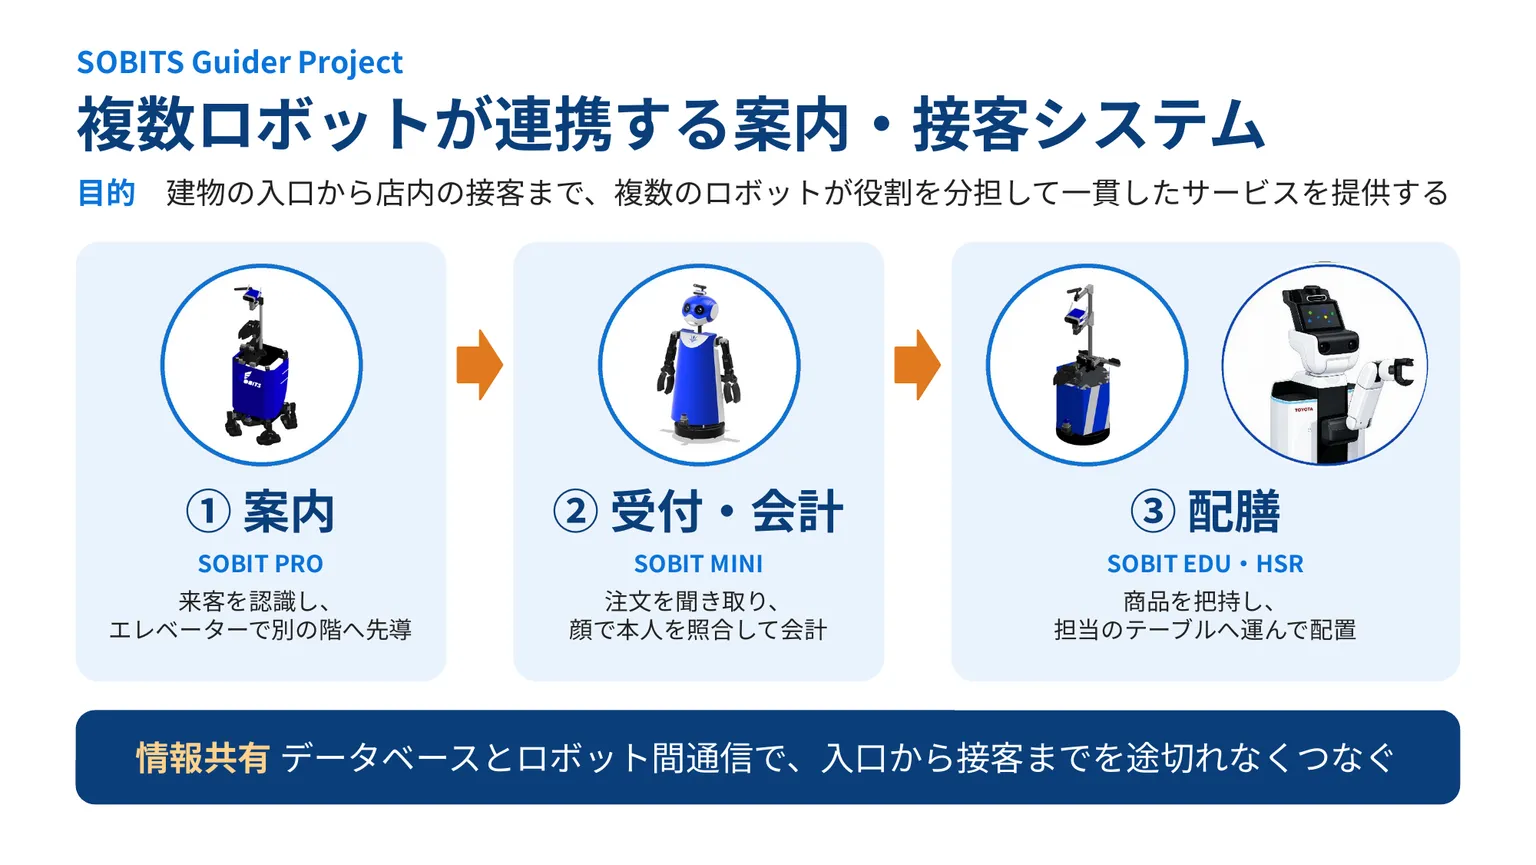 SOBITS Guider Project
複数ロボットが連携する案内・接客システム
目的 建物の入口から店内の接客まで、複数のロボットが役割を分担して一貫したサービスを提供する
SOBITS
TOYOTA
① 案内
SOBIT PRO
来客を認識し、
エレベーターで別の階へ先導
② 受付・会計
SOBIT MINI
注文を聞き取り、
顔で本人を照合して会計
③ 配膳
SOBIT EDU・HSR
商品を把持し、
担当のテーブルへ運んで配置
情報共有 データベースとロボット間通信で、入口から接客までを途切れなくつなぐ